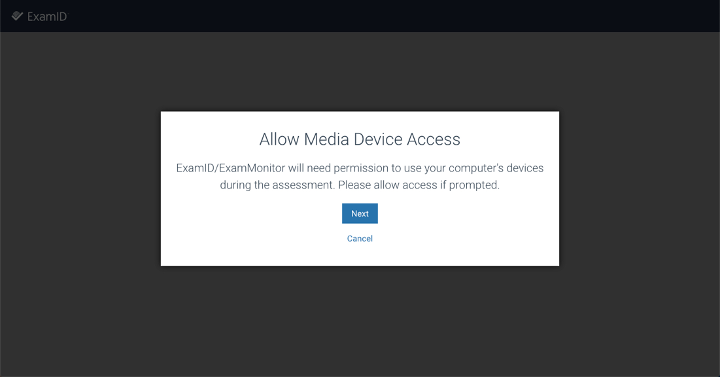 ExamID
Allow Media Device Access
ExamID/ExamMonitor will need permission to use your computer's devices
during the assessment. Please allow access if prompted.
Next
Cancel